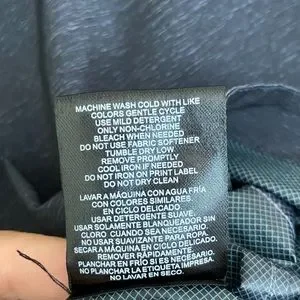 MACHINE WASH COLD WITH LIKE
COLORS GENTLE CYCLE
USE MILD DETERGENT
ONLY NON-CHLORINE
BLEACH WHEN NEEDED
DO NOT USE FABRIC SOFTENER
TUMBLE DRY LOW
REMOVE PROMPTLY
COOL IRON IF NEEDED
DO NOT IRON ON PRINT LABEL
DO NOT DRY CLEAN
LAVAR A MÁQUINA CON AGUA FRÍA
CON COLORES SIMILARES
EN CICLO DELICADO.
USAR DETERGENTE SUAVE.
USAR SOLAMENTE BLANQUEADOR SIN
CLORO CUANDO SEA NECESARIO.
NO USAR SUAVIZANTE PARA ROPA.
SECAR A MÁQUINA EN CICLO DELICADO.
REMOVER RÁPIDAMENTE.
PLANCHAR EN FRÍO SI ES NECESARIO.
NO PLANCHAR LA ETIQUETA IMPRESA.
NO LAVAR EN SECO.